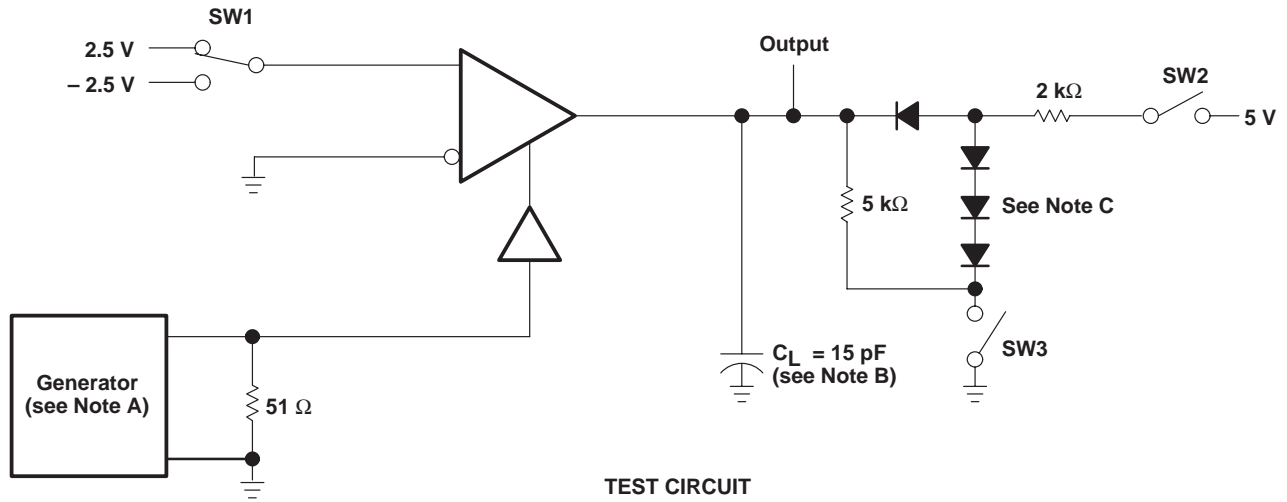 SW1
2.5 V
– 2.5 V
Output
SW2
2 kΩ
5 V
5 kΩ
See Note C
SW3
CL = 15 pF
(see Note B)
Generator
(see Note A)
51 Ω
TEST CIRCUIT